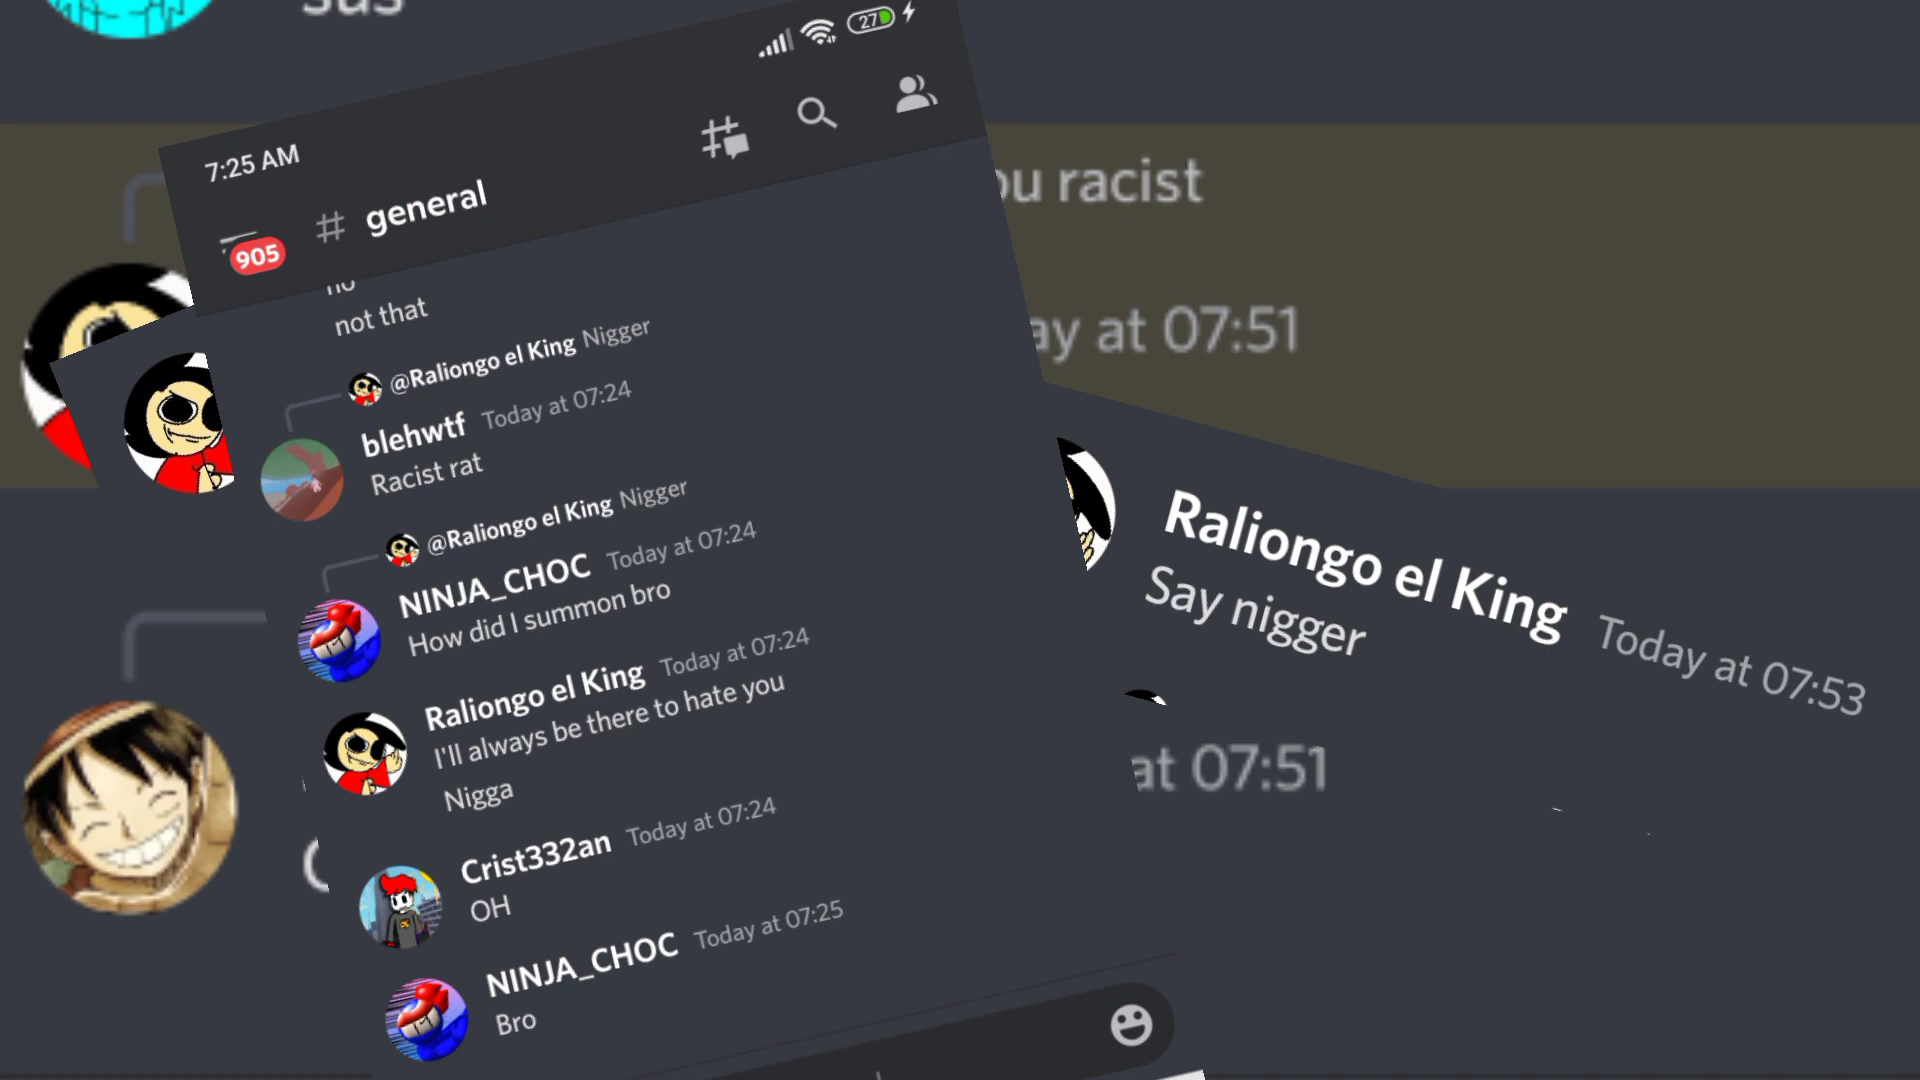 sus
27
7:25 AM
905
# general
not that
@Raliongo el King Nigger
blehwtf Today at 07:24
Racist rat
@Raliongo el King Nigger
NINJA_CHOC Today at 07:24
How did I summon bro
Raliongo el King Today at 07:24
I'll always be there to hate you
Nigga
Crist332an Today at 07:24
OH
NINJA_CHOC Today at 07:25
Bro
racist
at 07:51
Raliongo el King Today at 07:53
Say nigger
at 07:51